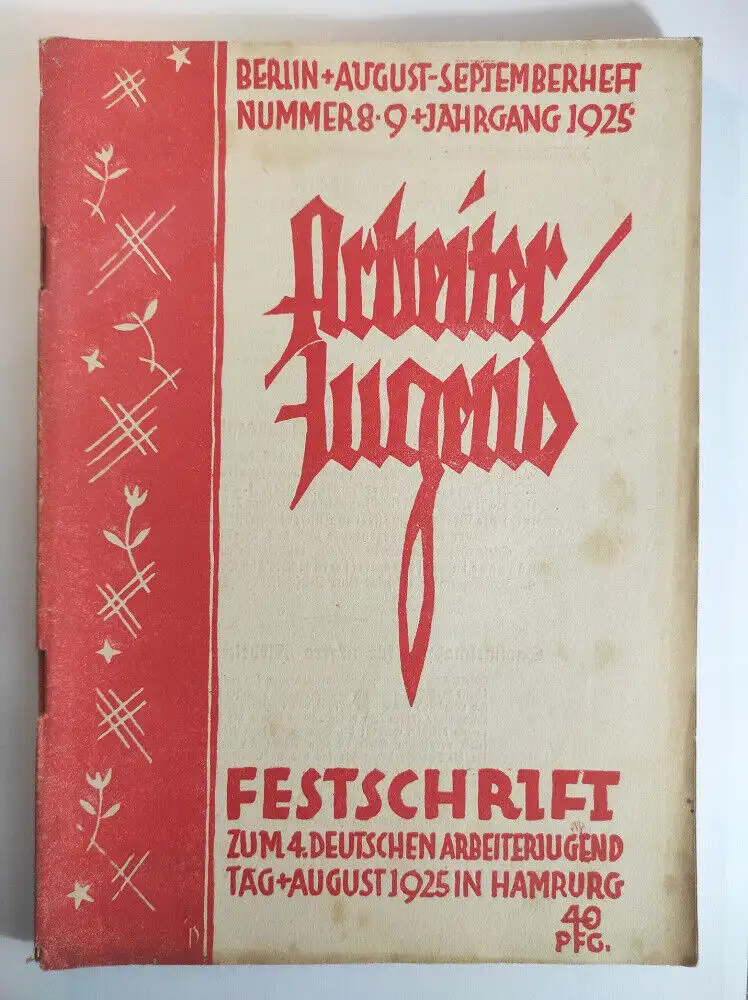 BERLIN + AUGUST-SEPTEMBERHEFT
NUMMER 8·9 + JAHRGANG 1925
Arbeiter
Jugend
FESTSCHRIFT
ZUM 4. DEUTSCHEN ARBEITERJUGEND
TAG + AUGUST 1925 IN HAMBURG
40
PFG.